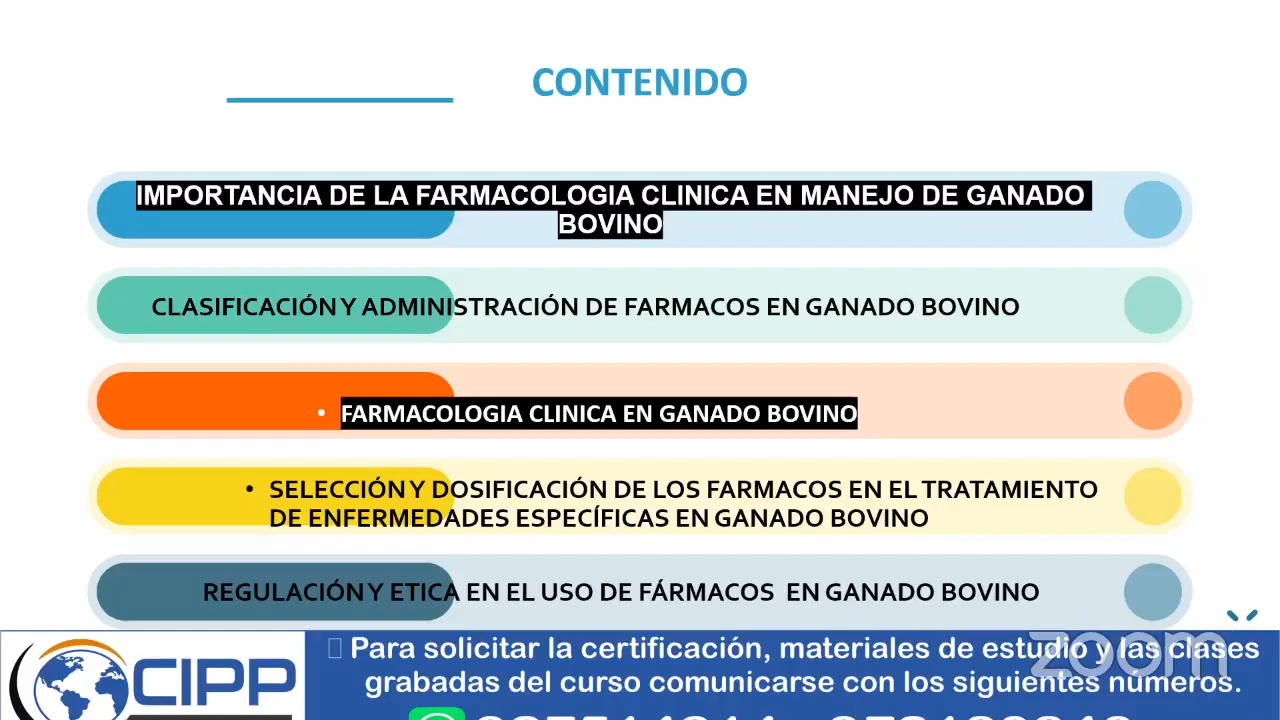 CONTENIDO
IMPORTANCIA DE LA FARMACOLOGIA CLINICA EN MANEJO DE GANADO
BOVINO
CLASIFICACIÓN Y ADMINISTRACIÓN DE FARMACOS EN GANADO BOVINO
• FARMACOLOGIA CLINICA EN GANADO BOVINO
• SELECCIÓN Y DOSIFICACIÓN DE LOS FARMACOS EN EL TRATAMIENTO
DE ENFERMEDADES ESPECÍFICAS EN GANADO BOVINO
REGULACIÓN Y ETICA EN EL USO DE FÁRMACOS EN GANADO BOVINO
CIPP
Para solicitar la certificación, materiales de estudio y las clases
grabadas del curso comunicarse con los siguientes números.
zoom